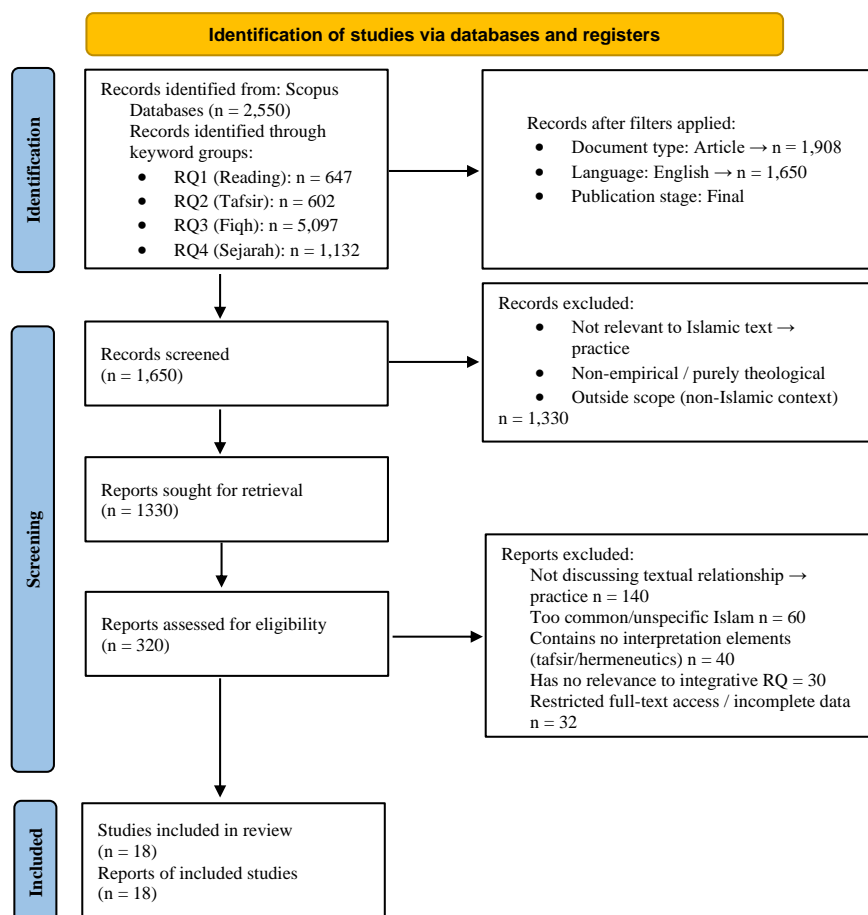 Identification of studies via databases and registers
Identification
Records identified from: Scopus
Databases (n = 2,550)
Records identified through
keyword groups:
• RQ1 (Reading): n = 647
• RQ2 (Tafsir): n = 602
• RQ3 (Fiqh): n = 5,097
• RQ4 (Sejarah): n = 1,132
Records after filters applied:
• Document type: Article → n = 1,908
• Language: English → n = 1,650
• Publication stage: Final
Screening
Records screened
(n = 1,650)
Records excluded:
• Not relevant to Islamic text →
practice
• Non-empirical / purely theological
• Outside scope (non-Islamic context)
n = 1,330
Reports sought for retrieval
(n = 1330)
Reports assessed for eligibility
(n = 320)
Reports excluded:
Not discussing textual relationship →
practice n = 140
Too common/unspecific Islam n = 60
Contains no interpretation elements
(tafsir/hermeneutics) n = 40
Has no relevance to integrative RQ = 30
Restricted full-text access / incomplete data
n = 32
Included
Studies included in review
(n = 18)
Reports of included studies
(n = 18)